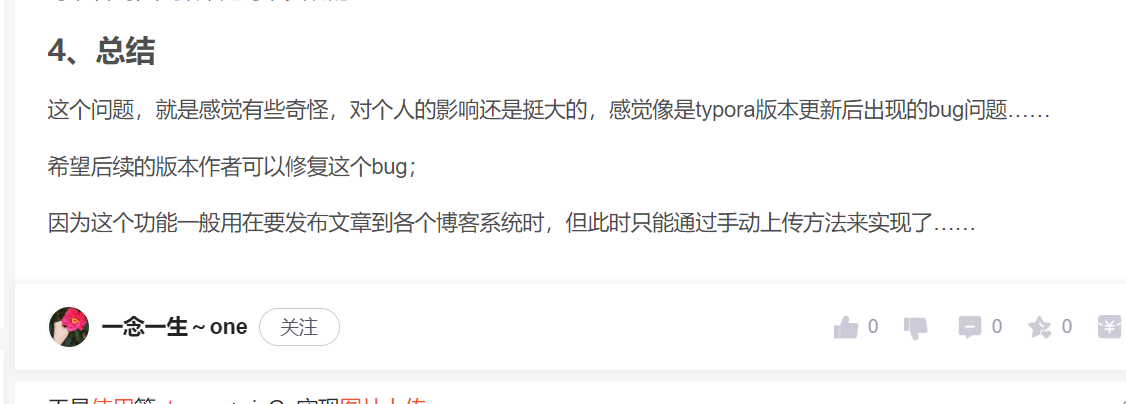 4、总结
这个问题，就是感觉有些奇怪，对个人的影响还是挺大的，感觉像是typora版本更新后出现的bug问题……
希望后续的版本作者可以修复这个bug；
因为这个功能一般用在要发布文章到各个博客系统时，但此时只能通过手动上传方法来实现了……
一念一生～one 关注 0 0 0